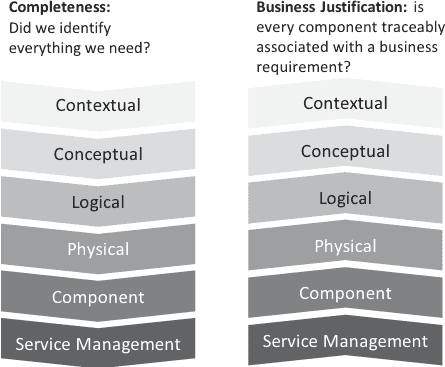 Completeness:
Did we identify
everything we need?
Contextual
Conceptual
Logical
Physical
Component
Service Management
Business Justification: is
every component traceably
associated with a business
requirement?
Contextual
Conceptual
Logical
Physical
Component
Service Management